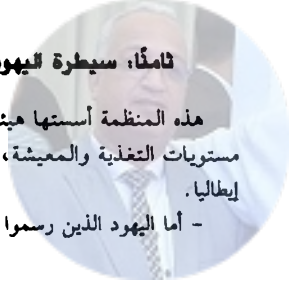 ثامنًا، سيطرة اليهو
هذه المنظمة أسستها هيئ
مستويات التغذية والمعيشة،
إيطاليا.
- أما اليهود الذين رسموا